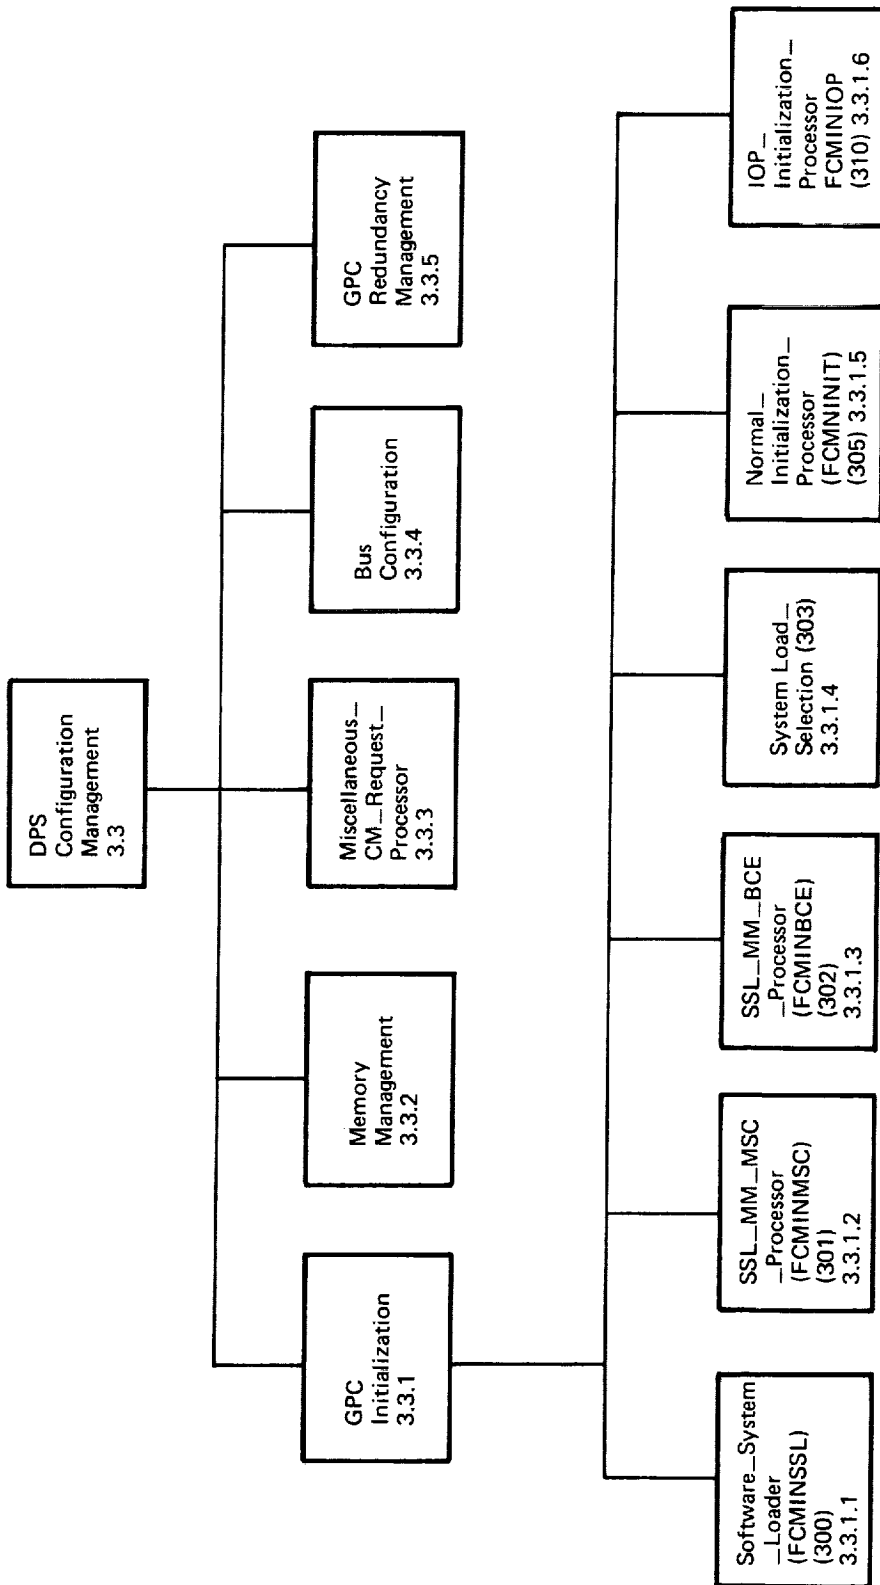 DPS
Configuration
Management
3.3
GPC
Initialization
3.3.1
Memory
Management
3.3.2
Miscellaneous_
CM_Request_
Processor
3.3.3
Bus
Configuration
3.3.4
GPC
Redundancy
Management
3.3.5
Software_System
_Loader
(FCMINSSL)
(300)
3.3.1.1
SSL_MM_MSC
_Processor
(FCMINMSC)
(301)
3.3.1.2
SSL_MM_BCE
_Processor
(FCMINBCE)
(302)
3.3.1.3
System Load_
Selection (303)
3.3.1.4
Normal_
Initialization_
Processor
(FCMNINIT)
(305) 3.3.1.5
IOP_
Initialization_
Processor
FCMINIOP
(310) 3.3.1.6